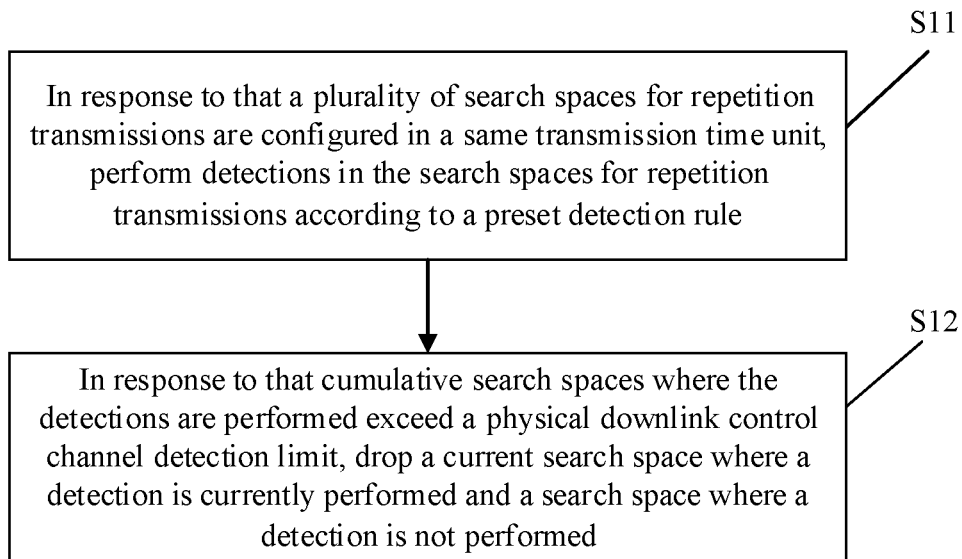 S11
In response to that a plurality of search spaces for repetition
transmissions are configured in a same transmission time unit,
perform detections in the search spaces for repetition
transmissions according to a preset detection rule
S12
In response to that cumulative search spaces where the
detections are performed exceed a physical downlink control
channel detection limit, drop a current search space where a
detection is currently performed and a search space where a
detection is not performed